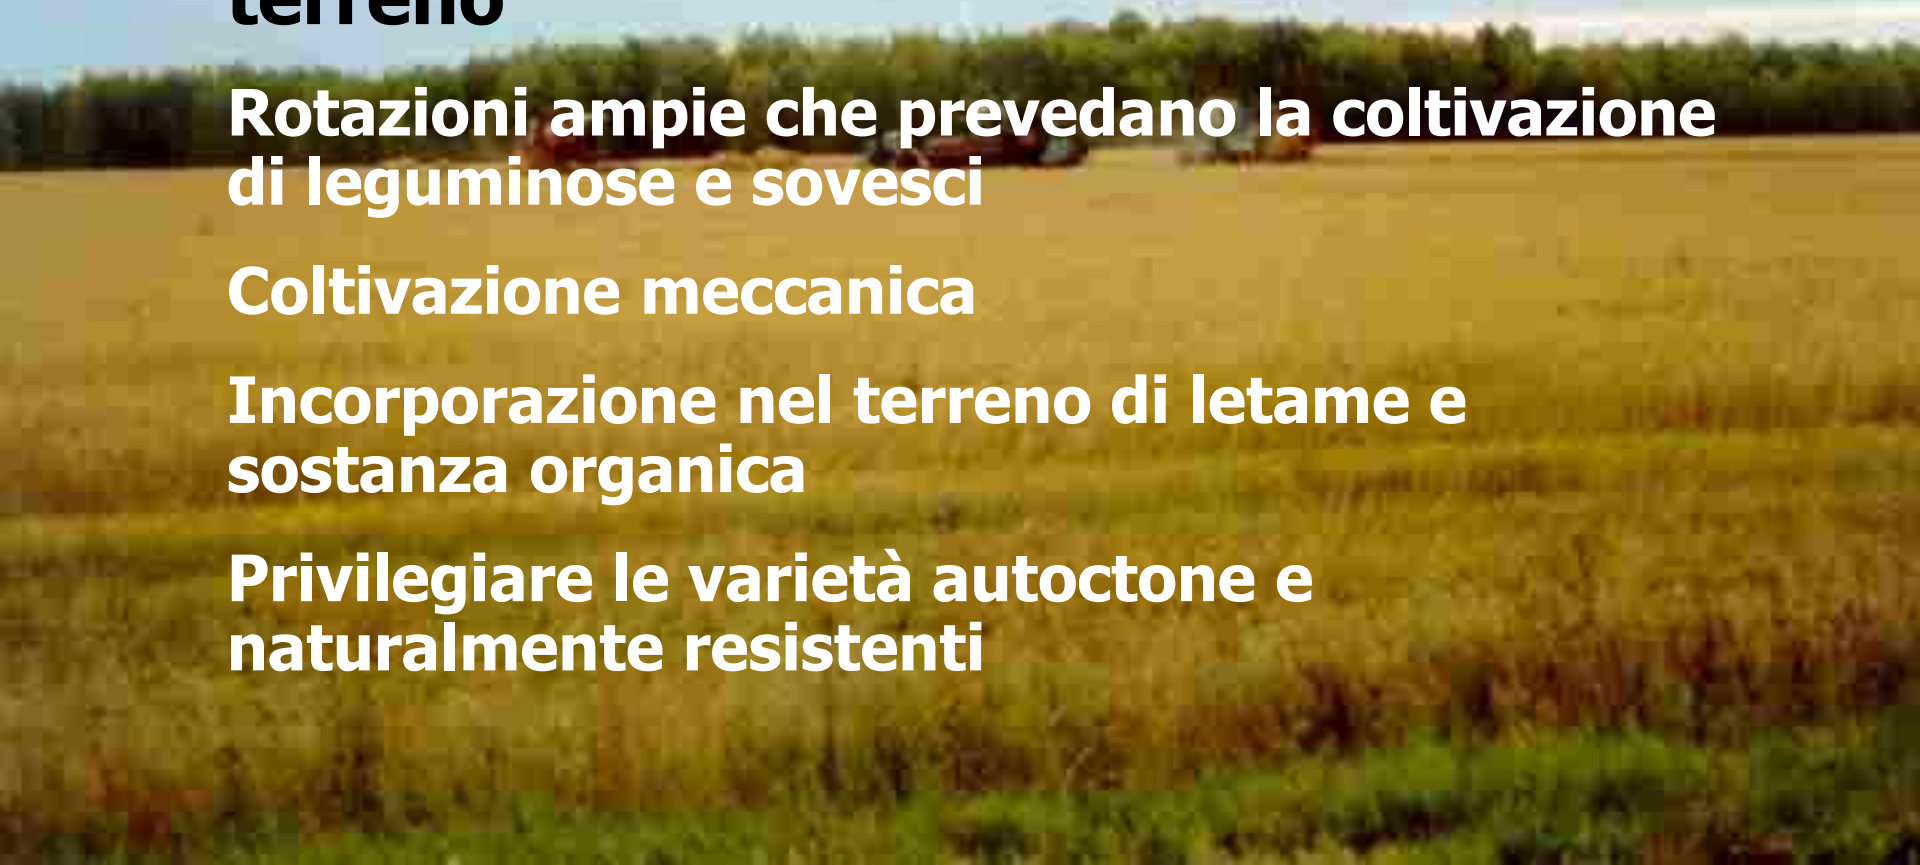 terreno
Rotazioni ampie che prevedano la coltivazione
di leguminose e sovesci
Coltivazione meccanica
Incorporazione nel terreno di letame e
sostanza organica
Privilegiare le varietà autoctone e
naturalmente resistenti